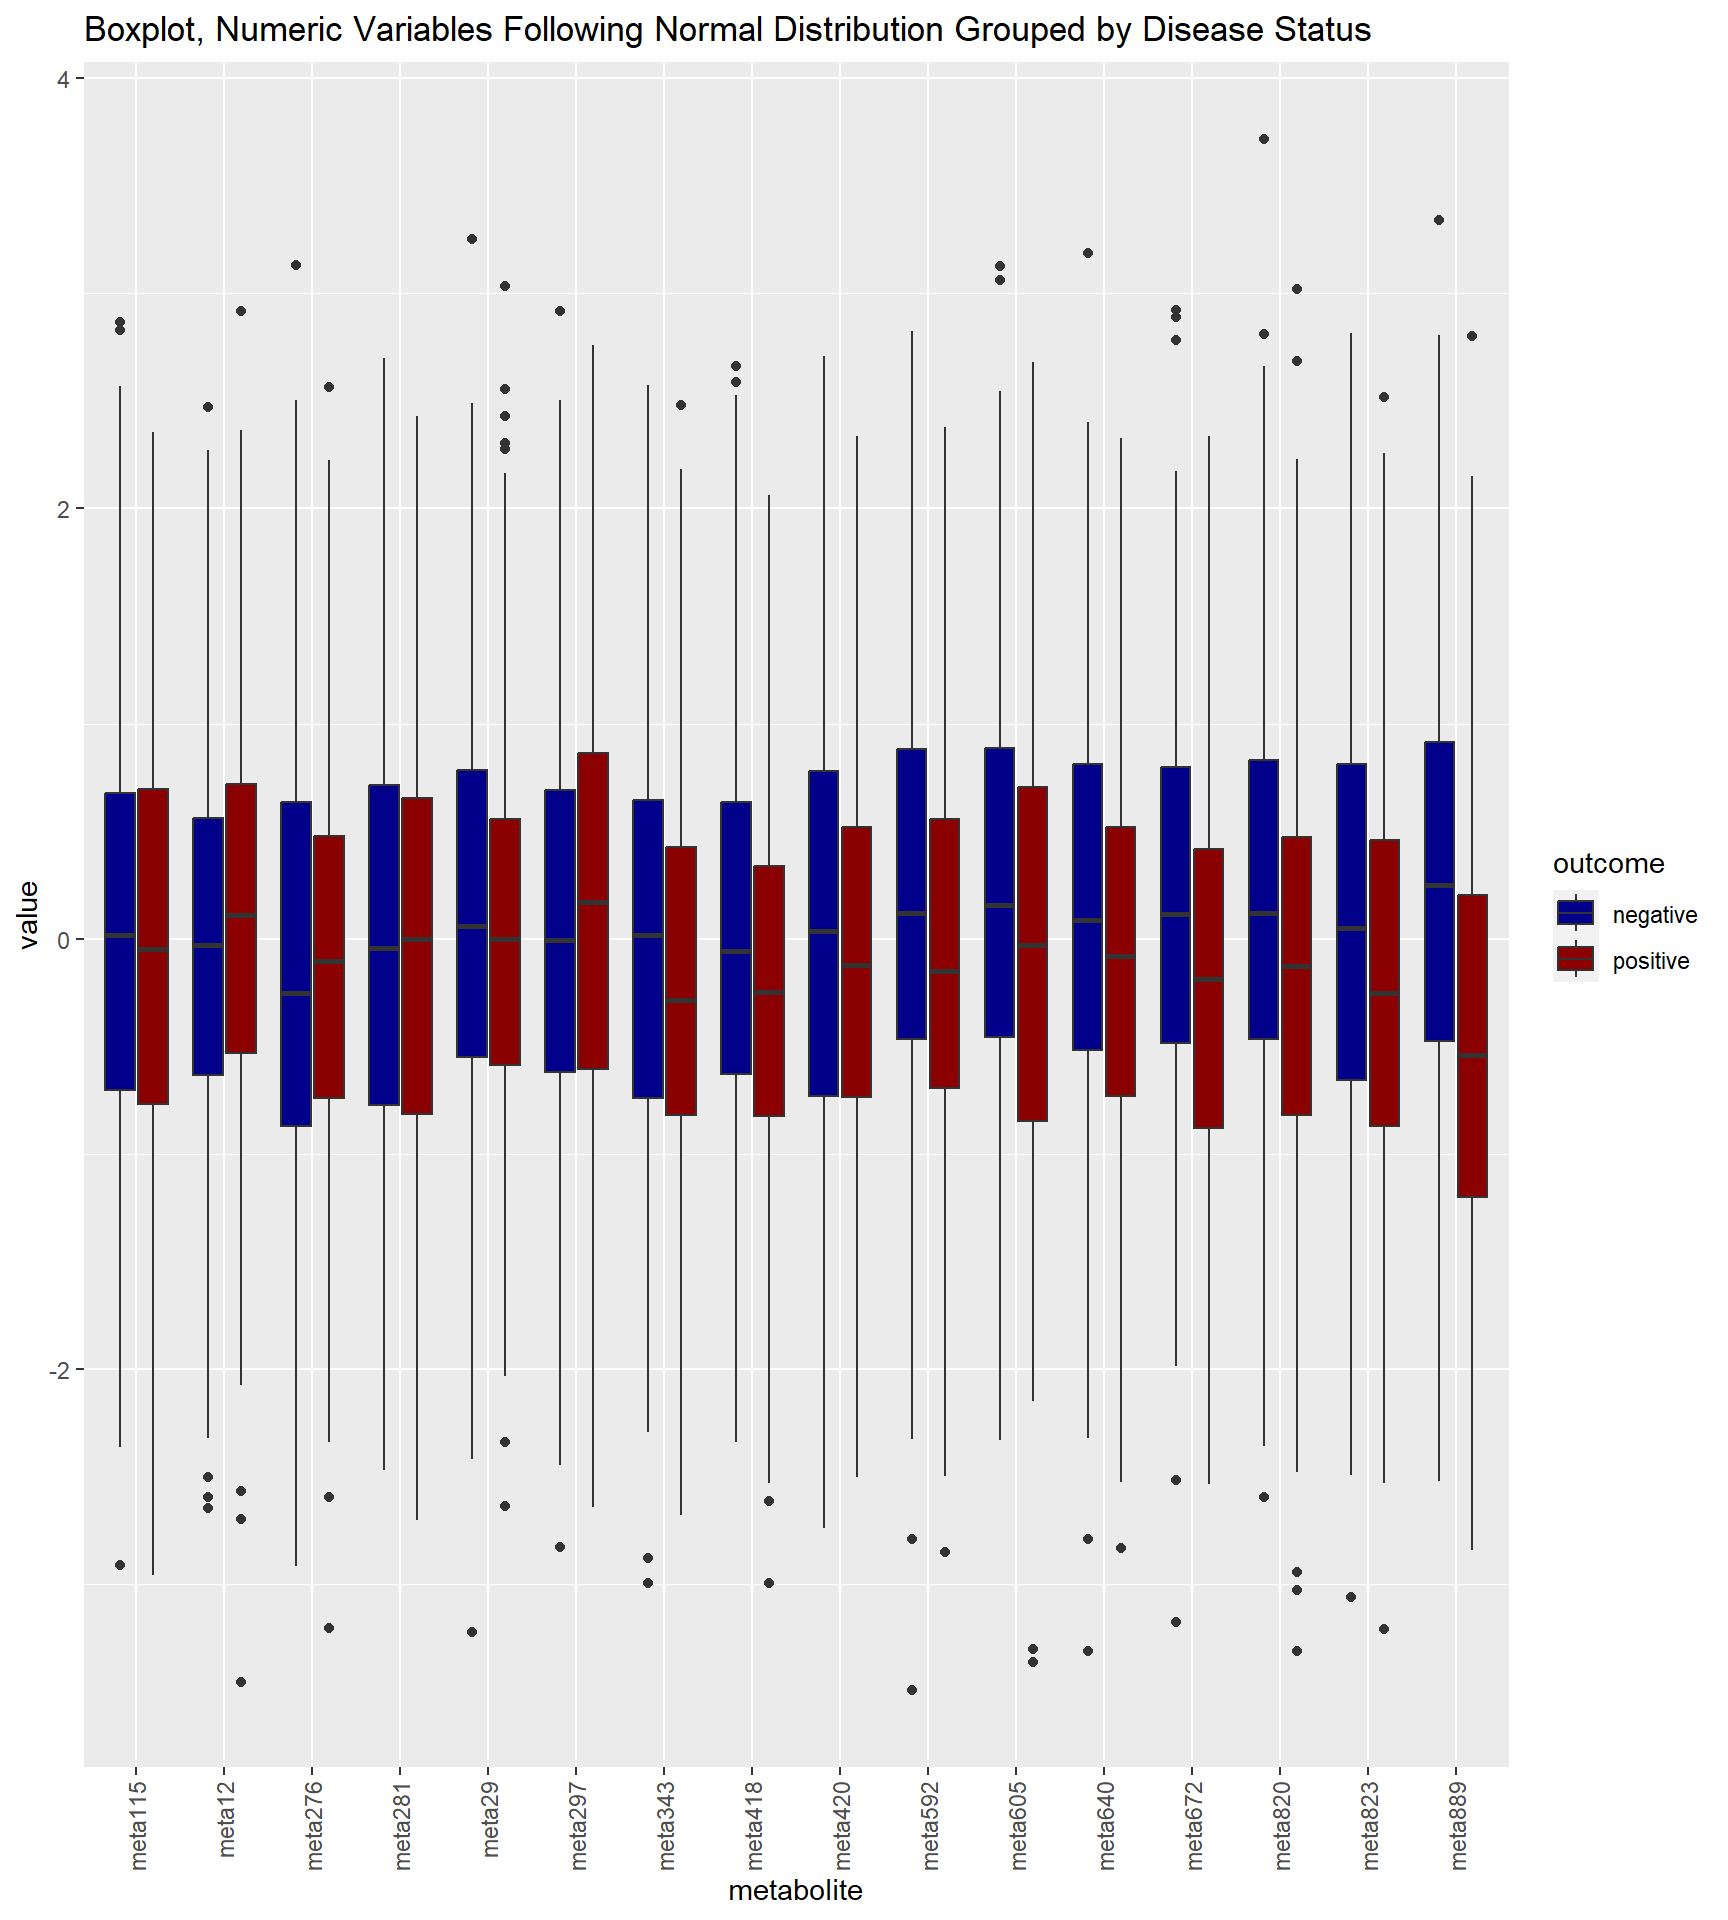 Boxplot, Numeric Variables Following Normal Distribution Grouped by Disease Status
4
2
0
-2
value
meta115
meta12
meta276
meta281
meta29
meta297
meta343
meta418
meta420
meta592
meta605
meta640
meta672
meta820
meta823
meta889
metabolite
outcome
negative
positive